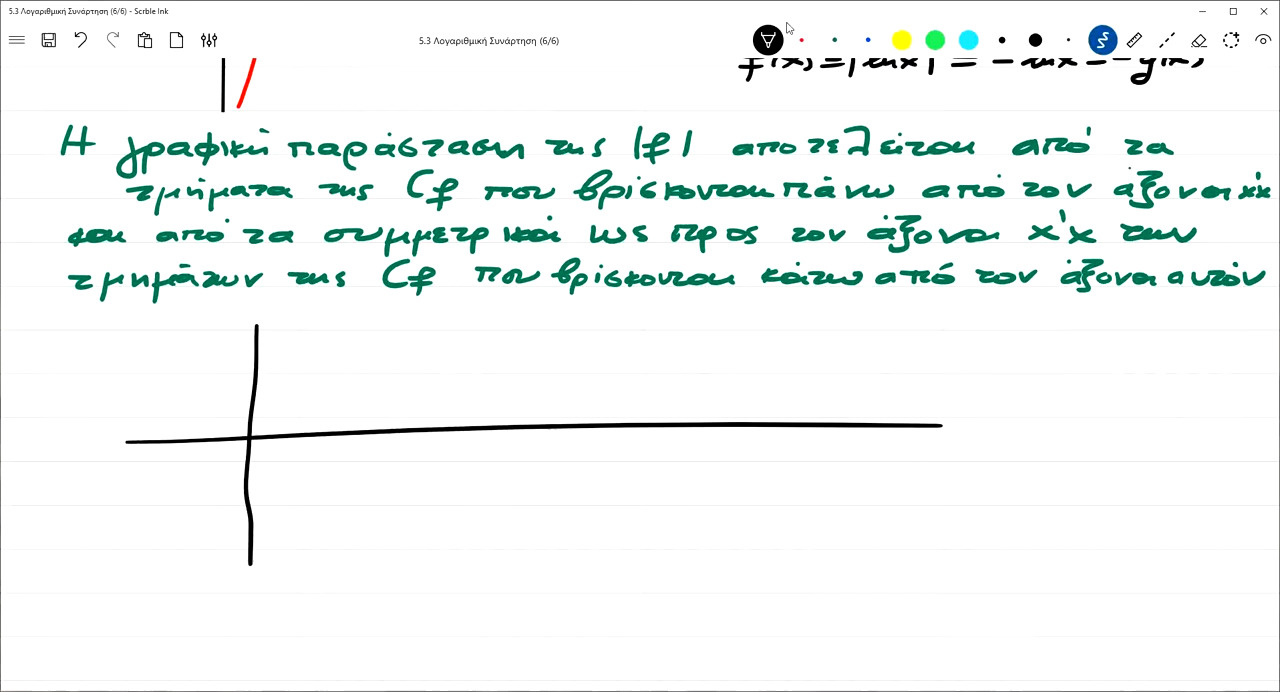 5.3 Λογαριθμική Συνάρτηση (6/6) - Scrble Ink
5.3 Λογαριθμική Συνάρτηση (6/6)
f(x) = |lnx| = - lnx = - g(x)
Η γραφική παράσταση της |f| αποτελείται από τα
τμήματα της Cf που βρίσκονται πάνω από τον άξονα x'x
και από τα συμμετρικά ως προς τον άξονα x'x των
τμημάτων της Cf που βρίσκονται κάτω από τον άξονα αυτόν